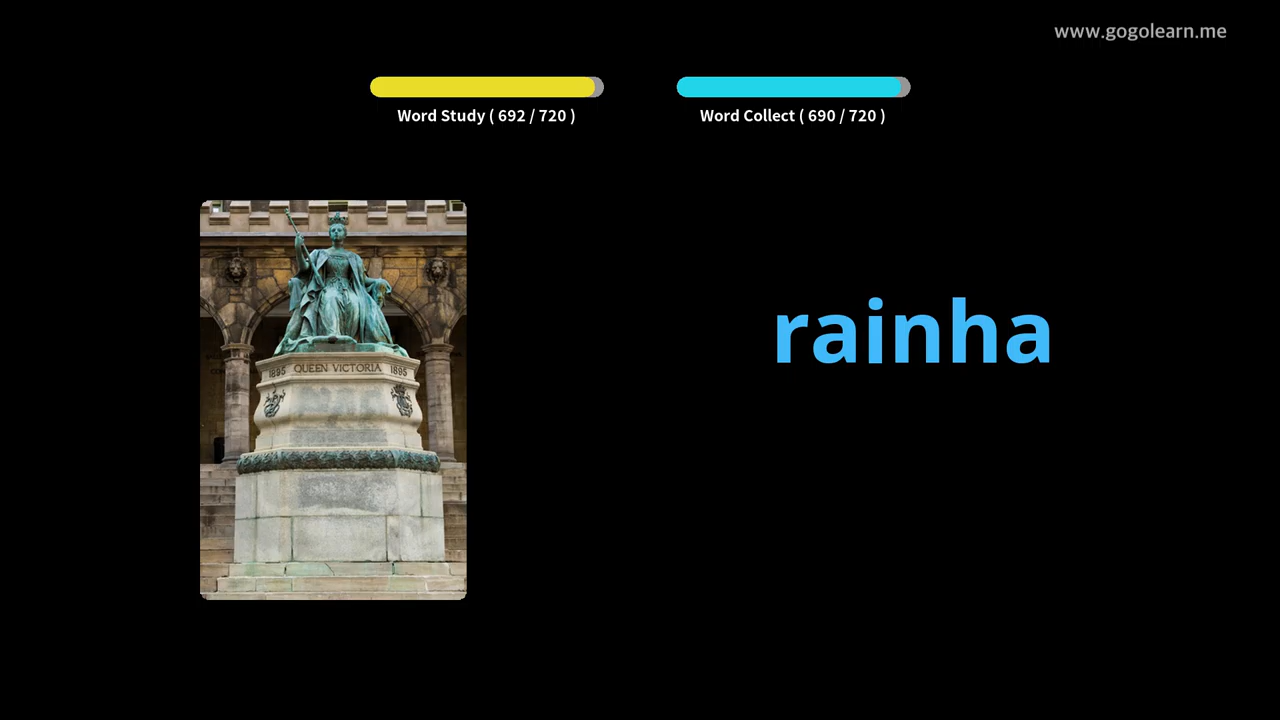 www.gogolearn.me
Word Study ( 692 / 720 )
Word Collect ( 690 / 720 )
1895 QUEEN VICTORIA 1895
rainha